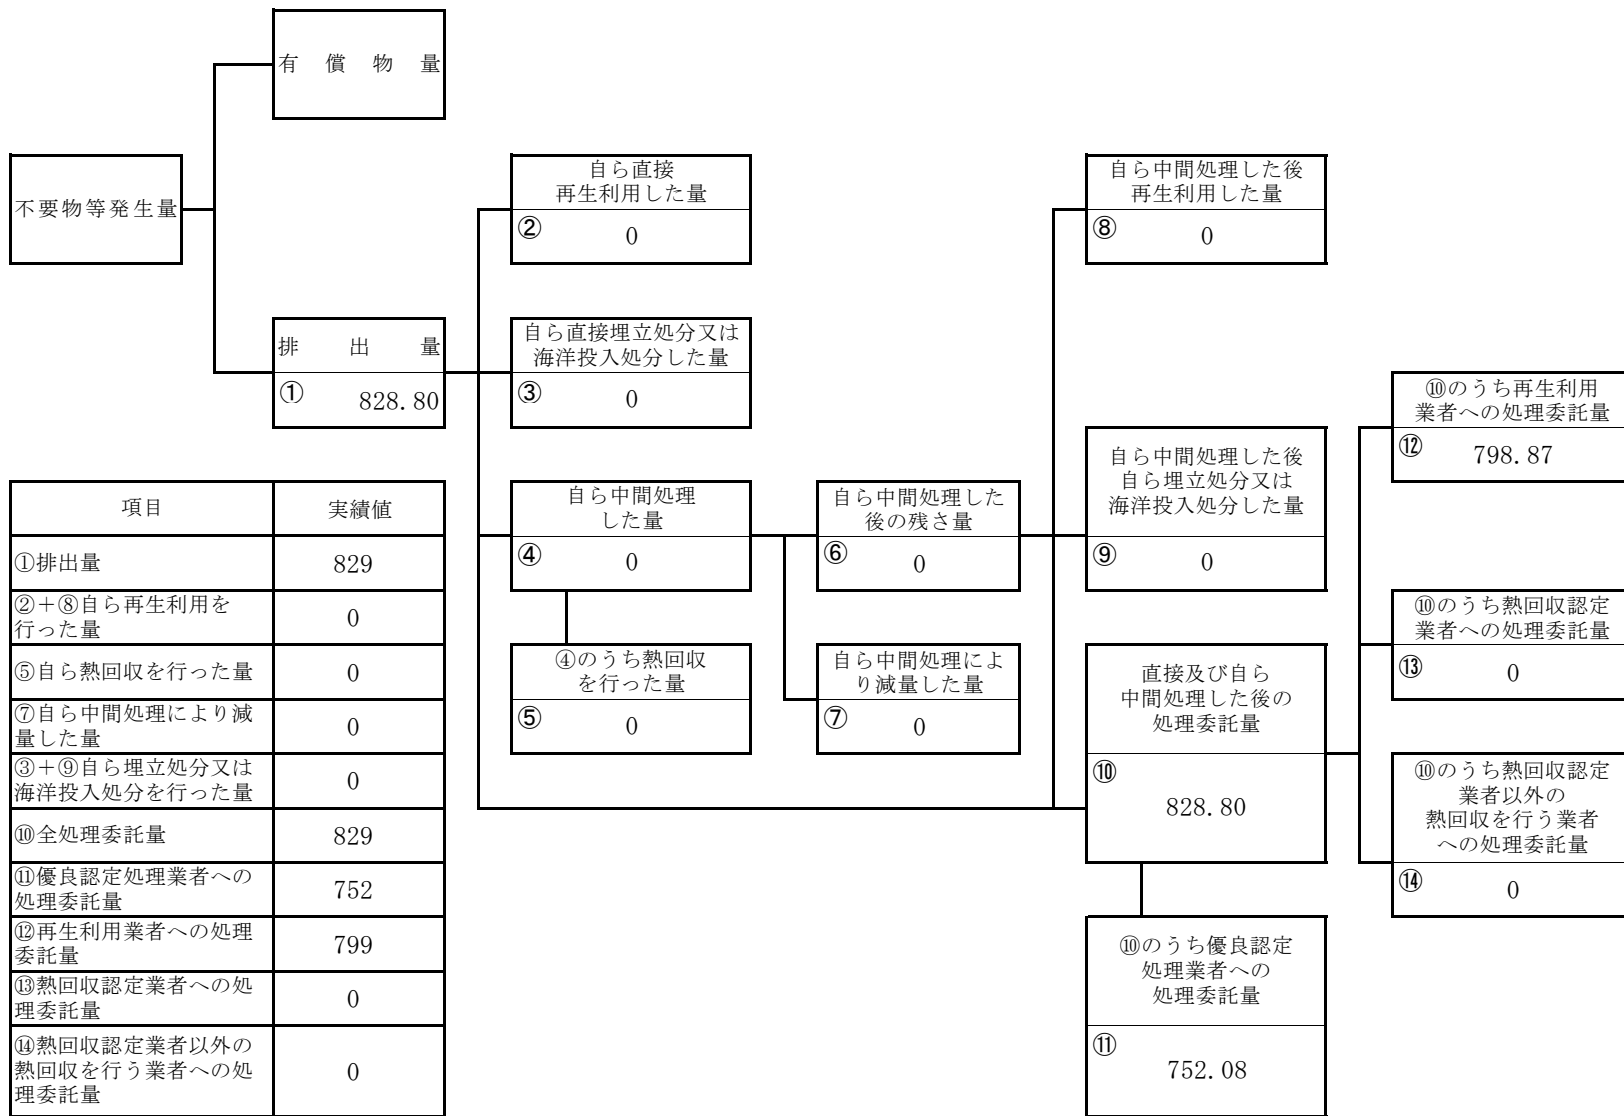 有償物量
不要物等発生量
排出量
① 828.80
自ら直接
再生利用した量
② 0
自ら直接埋立処分又は
海洋投入処分した量
③ 0
自ら中間処理
した量
④ 0
④のうち熱回収
を行った量
⑤ 0
自ら中間処理した
後の残さ量
⑥ 0
自ら中間処理によ
り減量した量
⑦ 0
自ら中間処理した後
再生利用した量
⑧ 0
自ら中間処理した後
自ら埋立処分又は
海洋投入処分した量
⑨ 0
直接及び自ら
中間処理した後の
処理委託量
⑩
828.80
⑩のうち優良認定
処理業者への
処理委託量
⑪
752.08
⑩のうち再生利用
業者への処理委託量
⑫ 798.87
⑩のうち熱回収認定
業者への処理委託量
⑬ 0
⑩のうち熱回収認定
業者以外の
熱回収を行う業者
への処理委託量
⑭ 0
項目 実績値
①排出量 829
②+⑧自ら再生利用を
行った量 0
⑤自ら熱回収を行った量 0
⑦自ら中間処理により減
量した量 0
③+⑨自ら埋立処分又は
海洋投入処分を行った量 0
⑩全処理委託量 829
⑪優良認定処理業者への
処理委託量 752
⑫再生利用業者への処理
委託量 799
⑬熱回収認定業者への処
理委託量 0
⑭熱回収認定業者以外の
熱回収を行う業者への処
理委託量 0